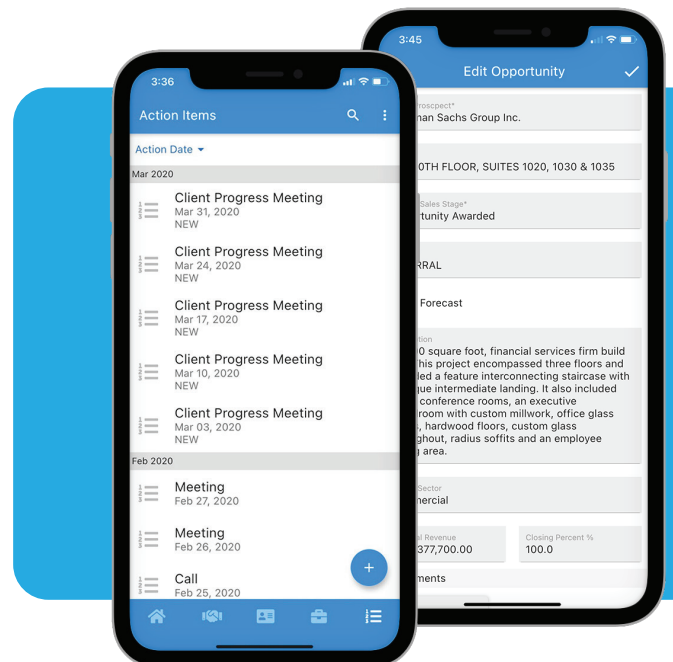 3:36
Action Items
Action Date
Mar 2020
Client Progress Meeting
Mar 31, 2020
NEW
Client Progress Meeting
Mar 24, 2020
NEW
Client Progress Meeting
Mar 17, 2020
NEW
Client Progress Meeting
Mar 10, 2020
NEW
Client Progress Meeting
Mar 03, 2020
NEW
Feb 2020
Meeting
Feb 27, 2020
Meeting
Feb 26, 2020
Call
Feb 25, 2020
+
3:45
Edit Opportunity
Proscpect*
man Sachs Group Inc.
0TH FLOOR, SUITES 1020, 1030 & 1035
Sales Stage*
rtunity Awarded
RRAL
Forecast
tion
0 square foot, financial services firm build
his project encompassed three floors and
led a feature interconnecting staircase with
que intermediate landing. It also included
conference rooms, an executive
room with custom millwork, office glass
s, hardwood floors, custom glass
ghout, radius soffits and an employee
g area.
Sector
mercial
al Revenue
377,700.00
Closing Percent %
100.0
ments